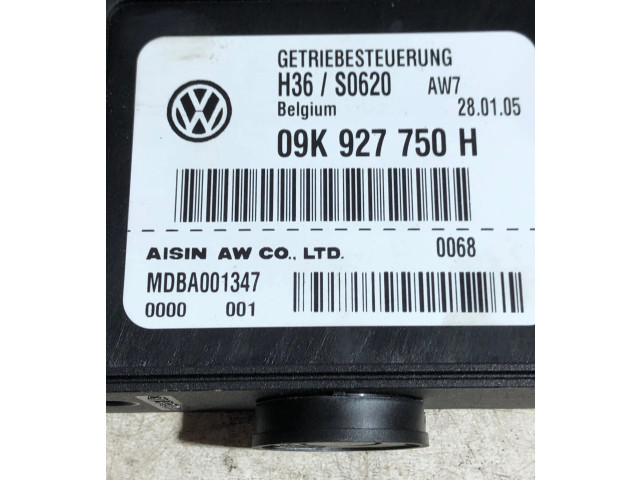 GETRIEBESTEUERUNG
H36 / S0620 AW7
Belgium 28.01.05
09K 927 750 H
AISIN AW CO., LTD. 0068
MDBA001347
0000 001